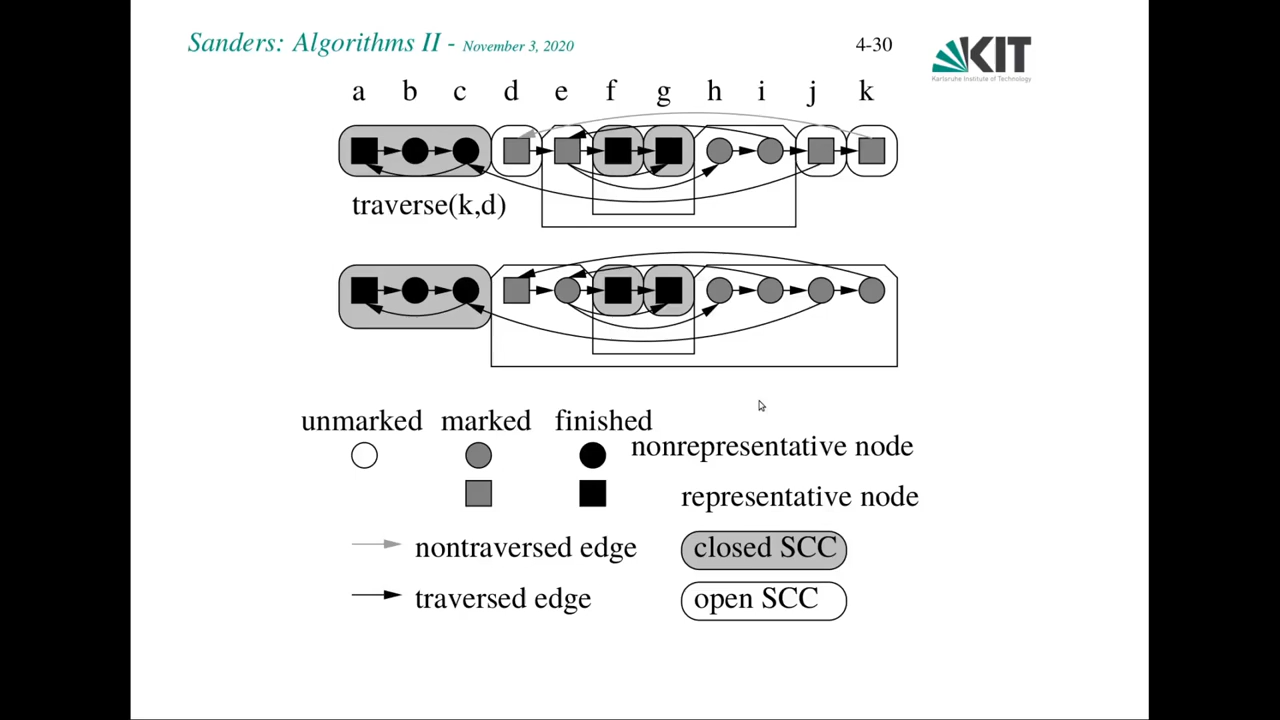 Sanders: Algorithms II - November 3, 2020
4-30
KIT
Karlsruhe Institute of Technology
a b c d e f g h i j k
traverse(k,d)
unmarked marked finished
nonrepresentative node
representative node
nontraversed edge
closed SCC
traversed edge
open SCC